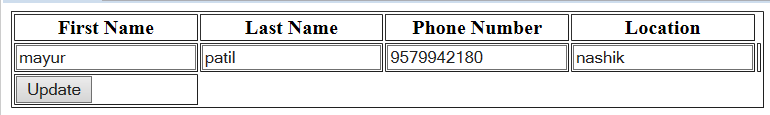 First Name Last Name Phone Number Location
mayur patil 9579942180 nashik
Update